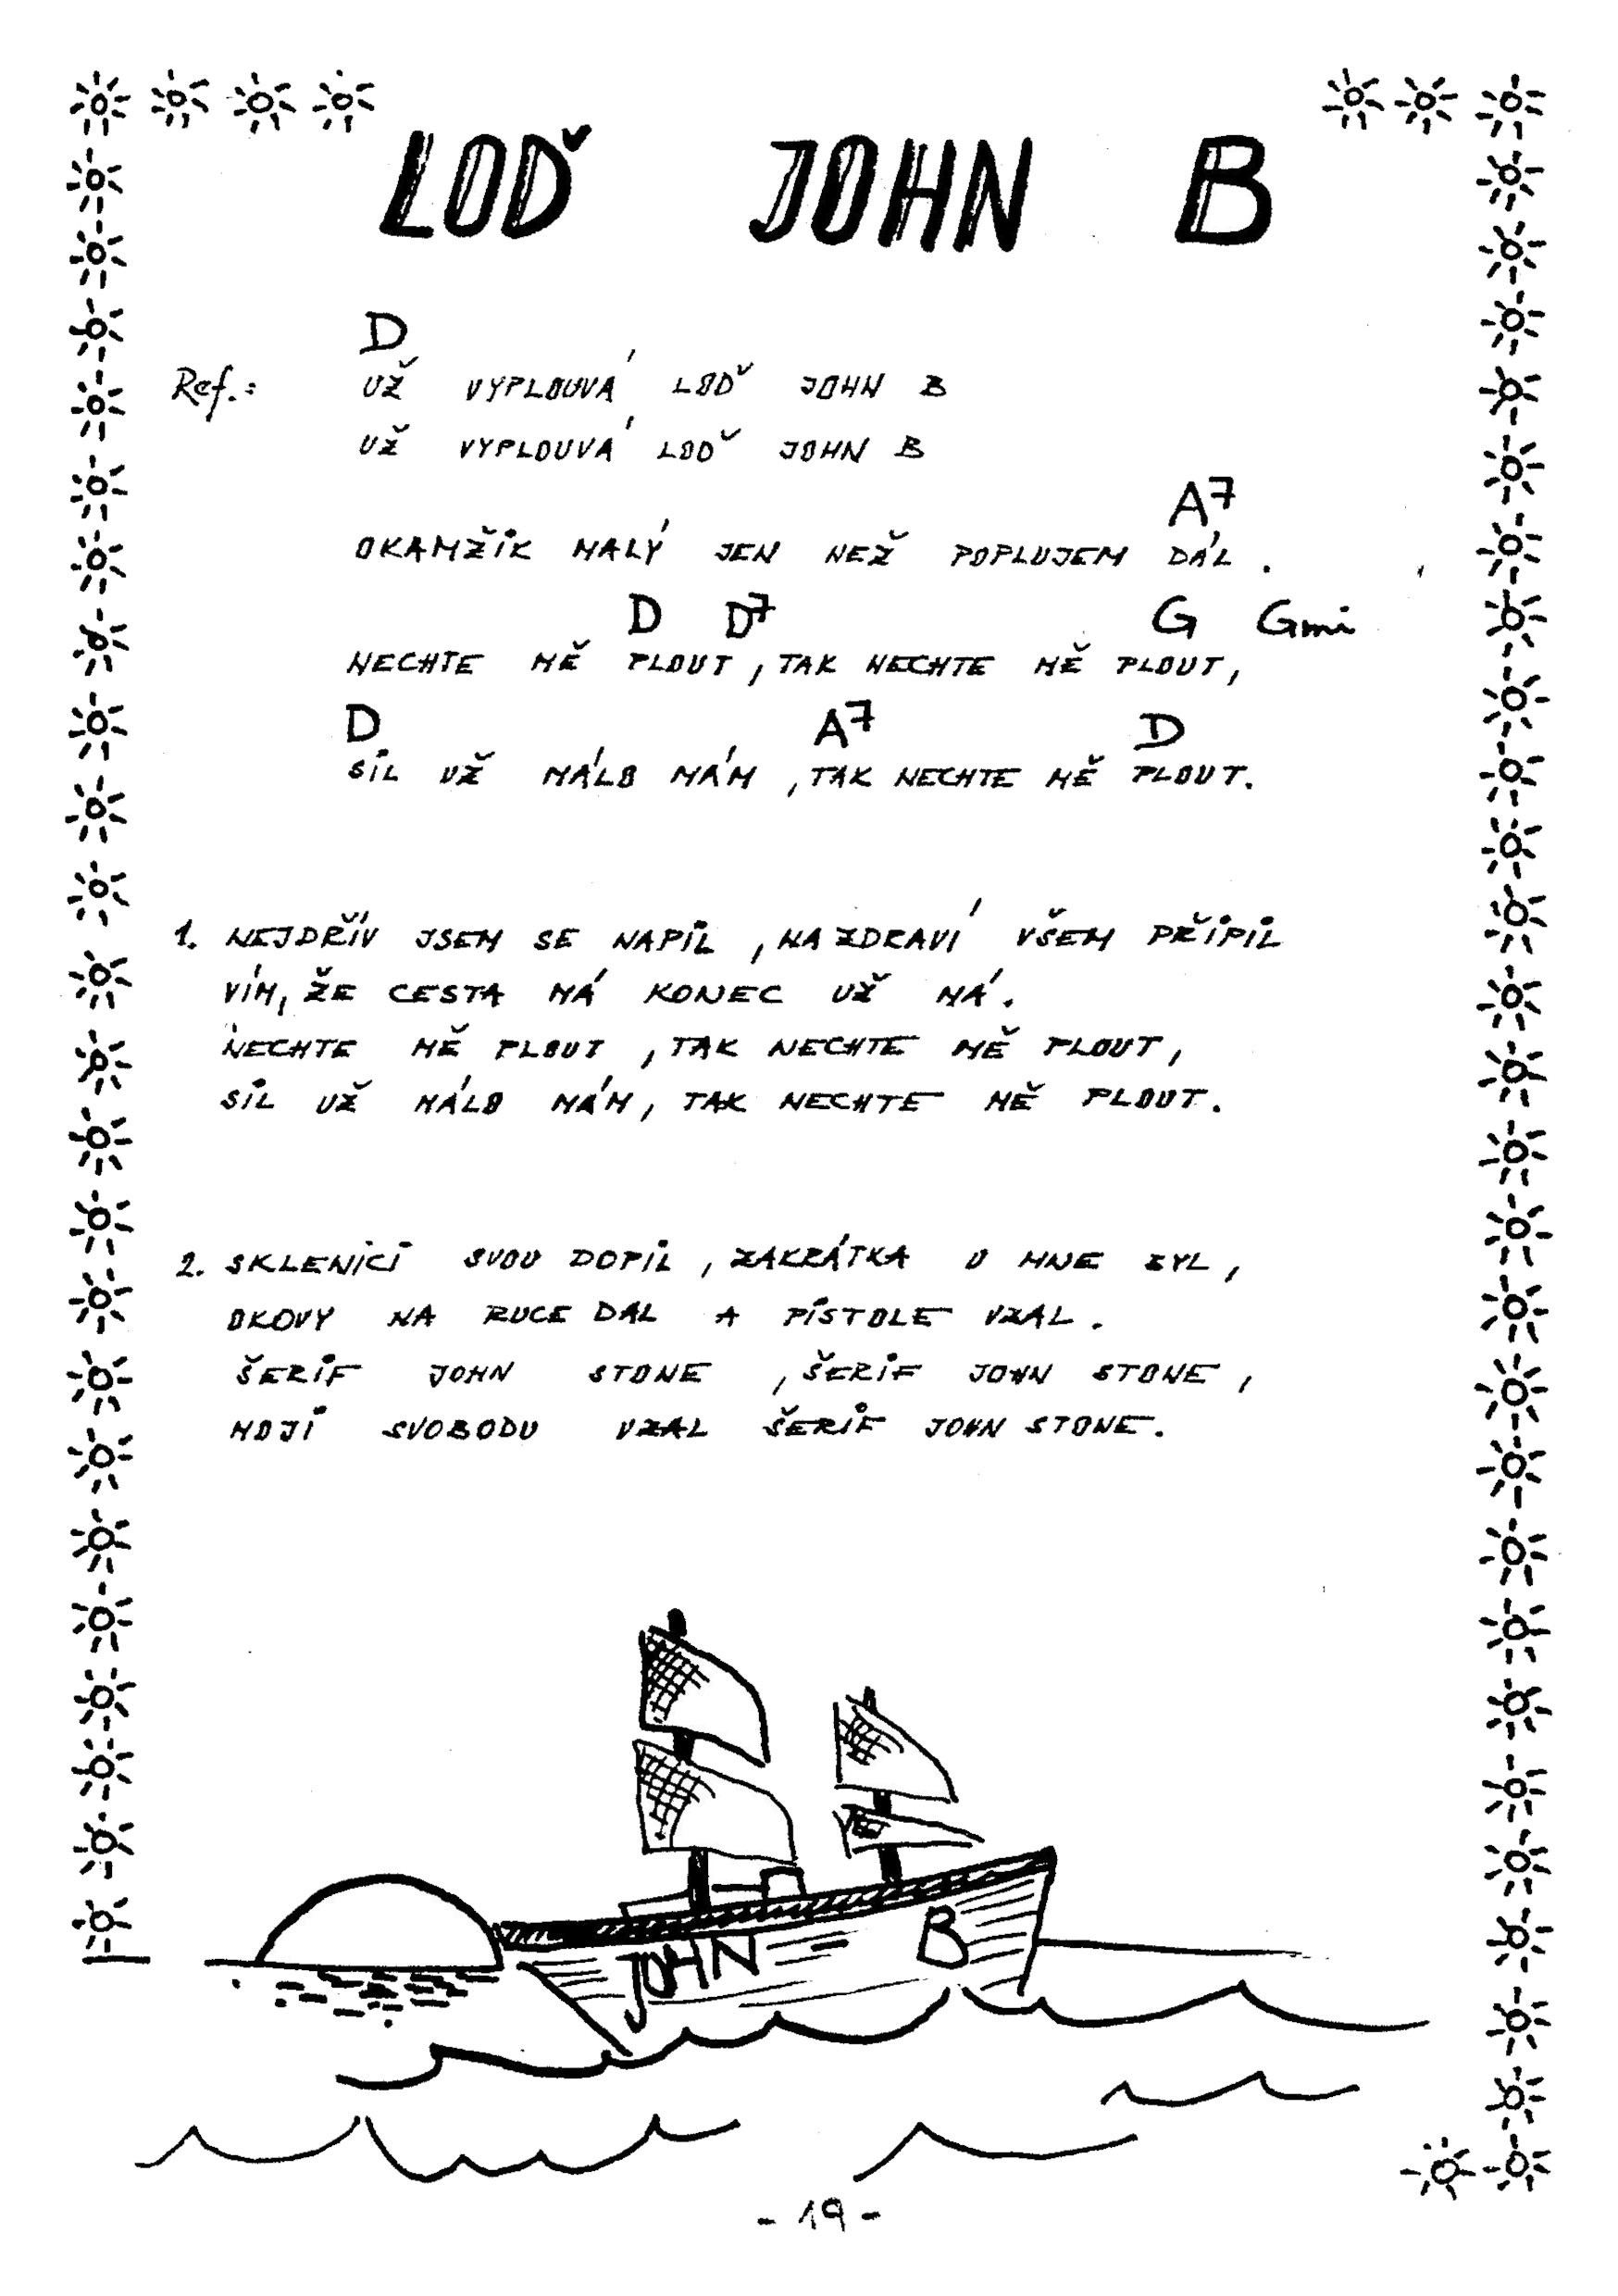 LOĎ JOHN B
D
Ref.: UŽ VYPLOUVÁ LOĎ JOHN B
UŽ VYPLOUVÁ LOĎ JOHN B
A7
OKAMŽIK MALÝ JEN NEŽ POPLUJEM DÁL.
D D7 G Gmi
NECHTE MĚ PLOUT, TAK NECHTE MĚ PLOUT,
D A7 D
SIL UŽ MÁLO MÁM, TAK NECHTE MĚ PLOUT.
1. NEJDŘÍV JSEM SE NAPIL, NA ZDRAVÍ VŠEM PŘIPIL
VÍM, ŽE CESTA MÁ KONEC UŽ MÁ.
NECHTE MĚ PLOUT, TAK NECHTE MĚ PLOUT,
SIL UŽ MÁLO MÁM, TAK NECHTE MĚ PLOUT.
2. SKLENICI SVOU DOPIL, ZAKRÁTKA U MNE BYL,
OKOVY NA RUCE DAL A PISTOLE VZAL.
ŠERIF JOHN STONE, ŠERIF JOHN STONE,
MOJI SVOBODU VZAL ŠERIF JOHN STONE.
JOHN B
- 19 -